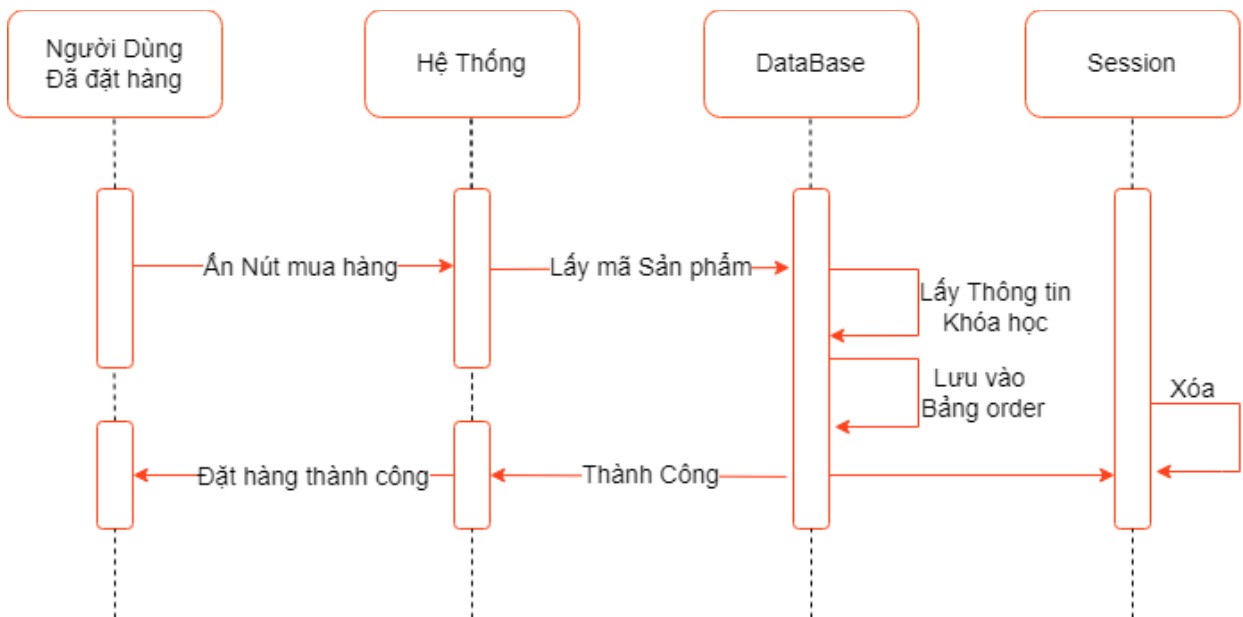 Người Dùng
Đã đặt hàng
Hệ Thống
DataBase
Session
Ấn Nút mua hàng
Lấy mã Sản phẩm
Lấy Thông tin
Khóa học
Lưu vào
Bảng order
Xóa
Đặt hàng thành công
Thành Công